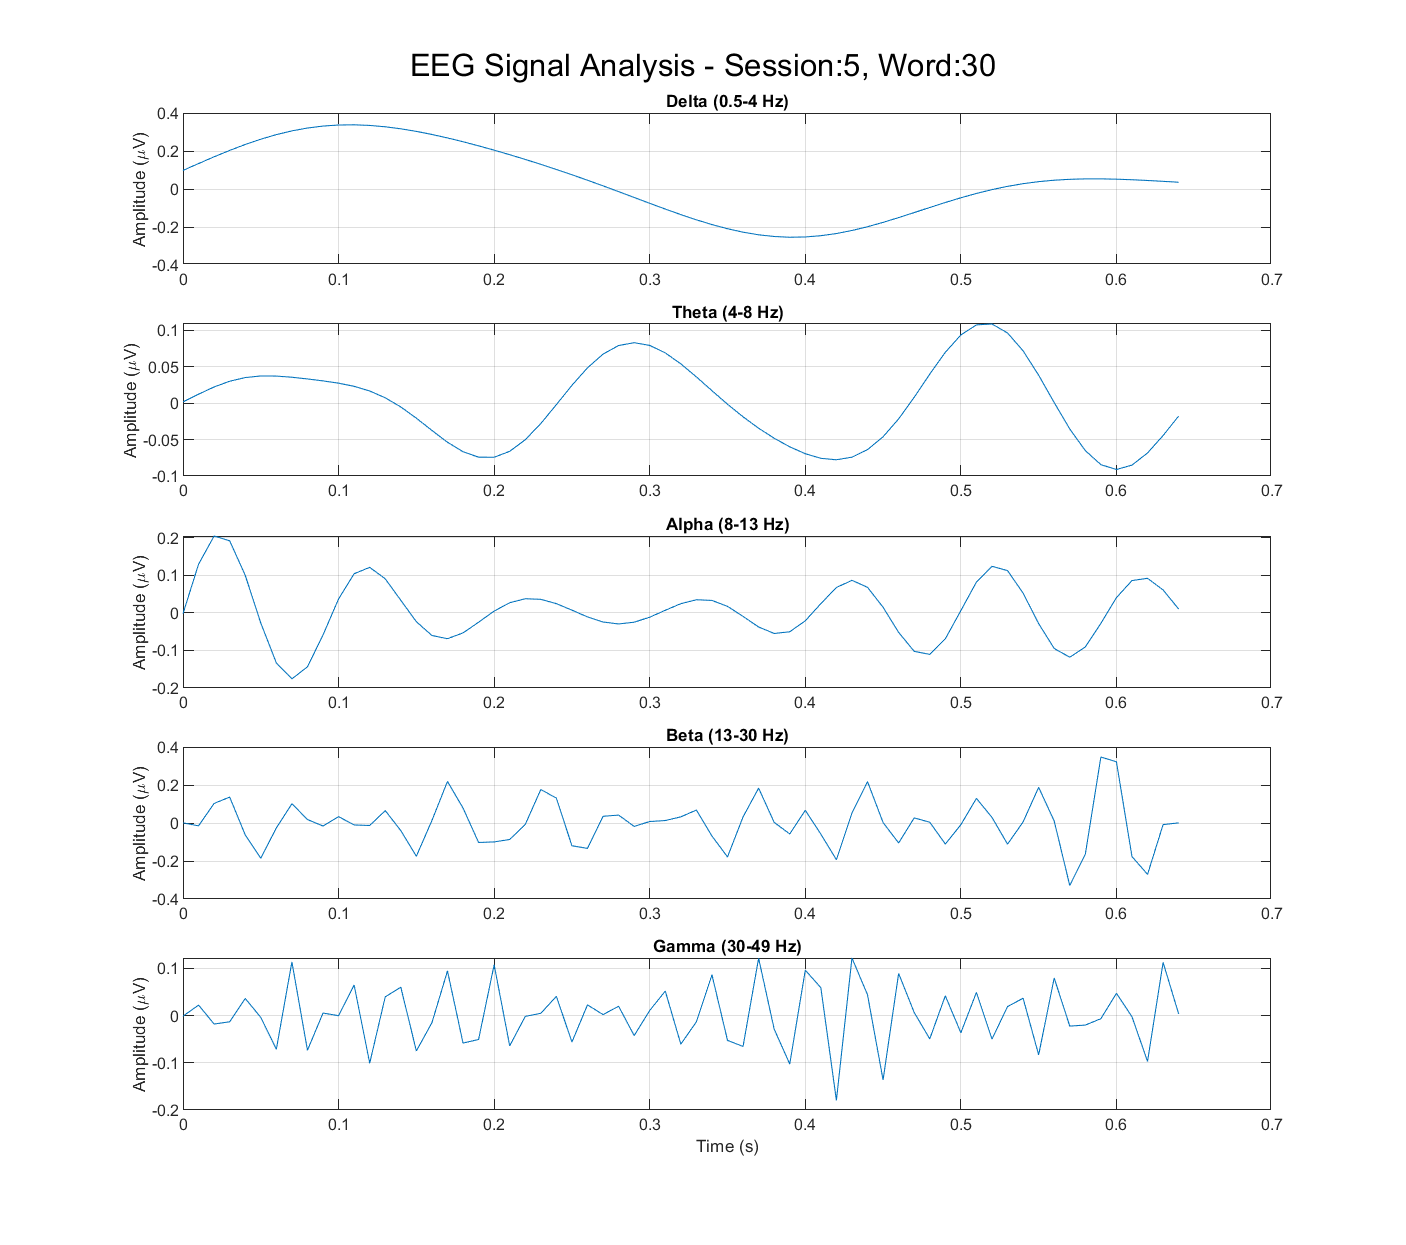 EEG Signal Analysis - Session:5, Word:30
Delta (0.5-4 Hz)
Amplitude (μV)
0.4
0.2
0
-0.2
-0.4
0 0.1 0.2 0.3 0.4 0.5 0.6 0.7
Theta (4-8 Hz)
Amplitude (μV)
0.1
0.05
0
-0.05
-0.1
0 0.1 0.2 0.3 0.4 0.5 0.6 0.7
Alpha (8-13 Hz)
Amplitude (μV)
0.2
0.1
0
-0.1
-0.2
0 0.1 0.2 0.3 0.4 0.5 0.6 0.7
Beta (13-30 Hz)
Amplitude (μV)
0.4
0.2
0
-0.2
-0.4
0 0.1 0.2 0.3 0.4 0.5 0.6 0.7
Gamma (30-49 Hz)
Amplitude (μV)
0.1
0
-0.1
-0.2
0 0.1 0.2 0.3 0.4 0.5 0.6 0.7
Time (s)